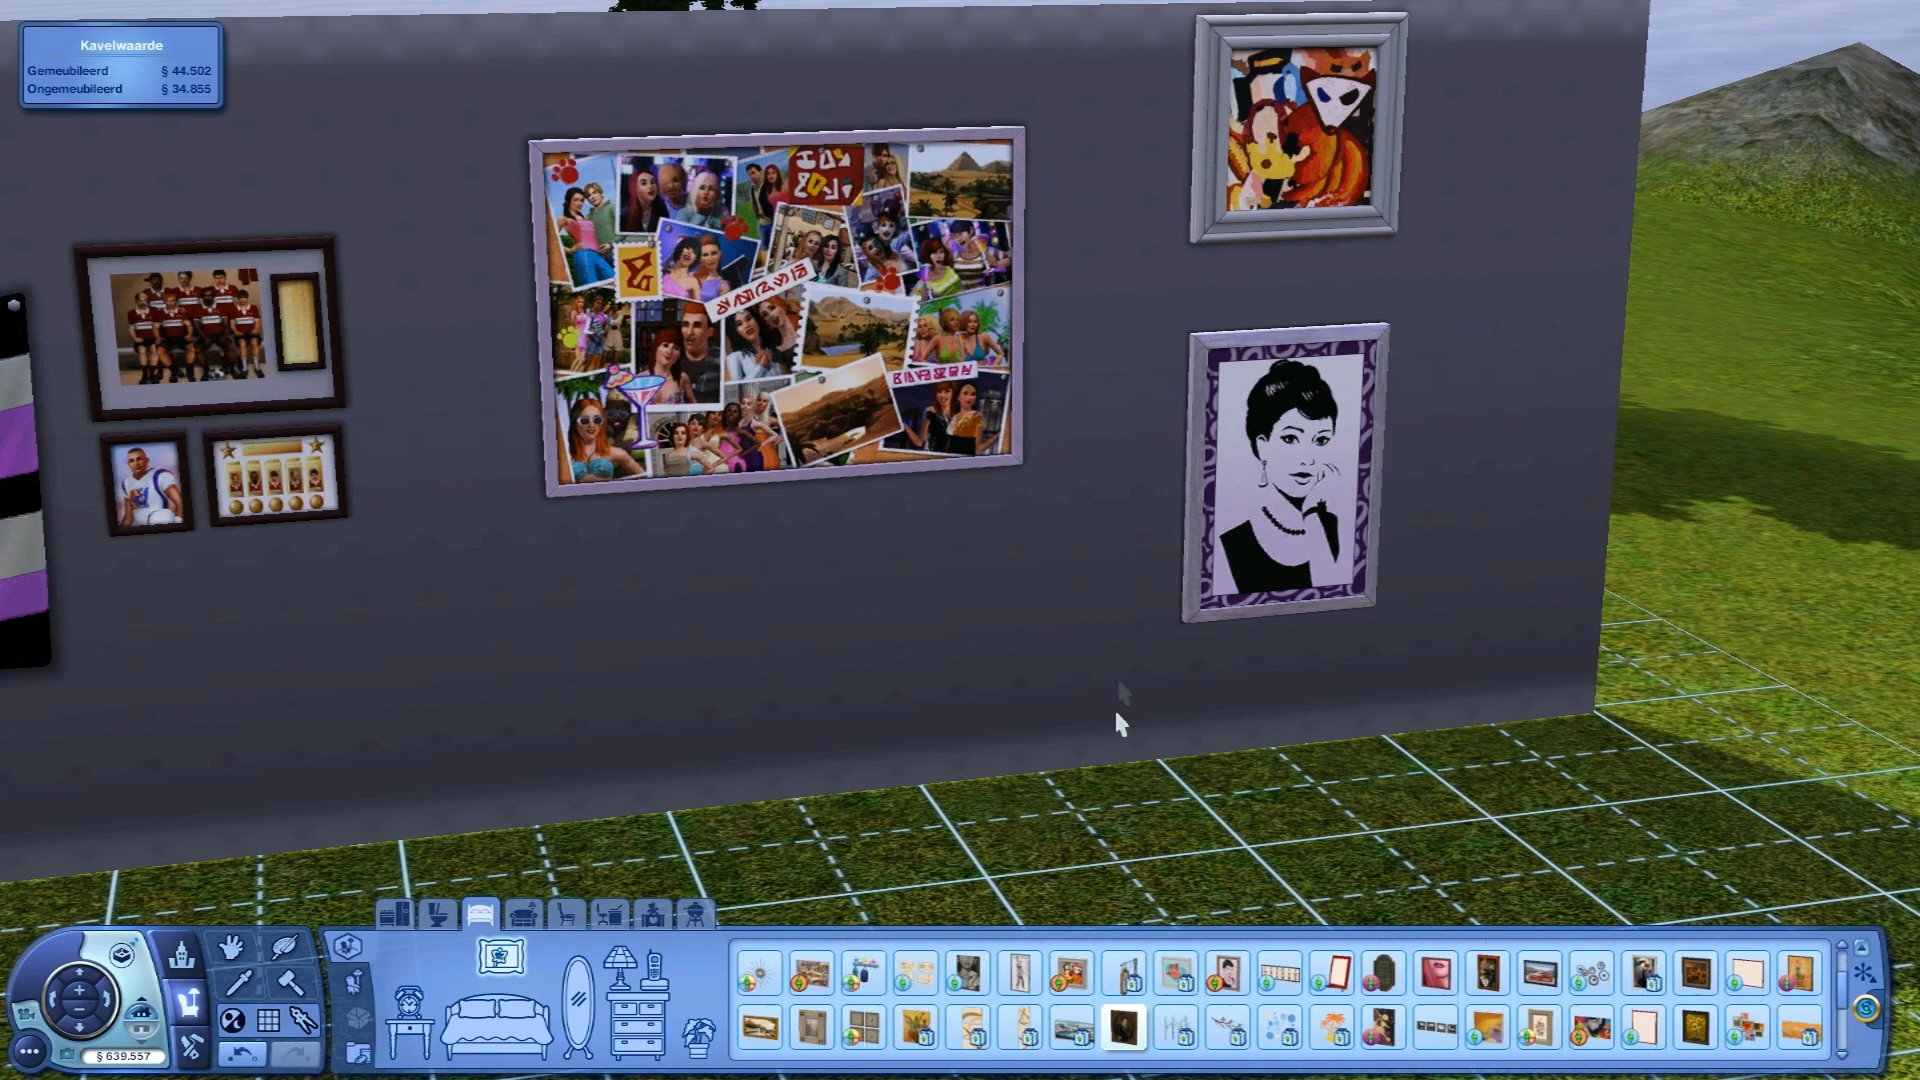 Kavelwaarde
Gemeubileerd § 44.502
Ongemeubileerd § 34.855
§ 639.557